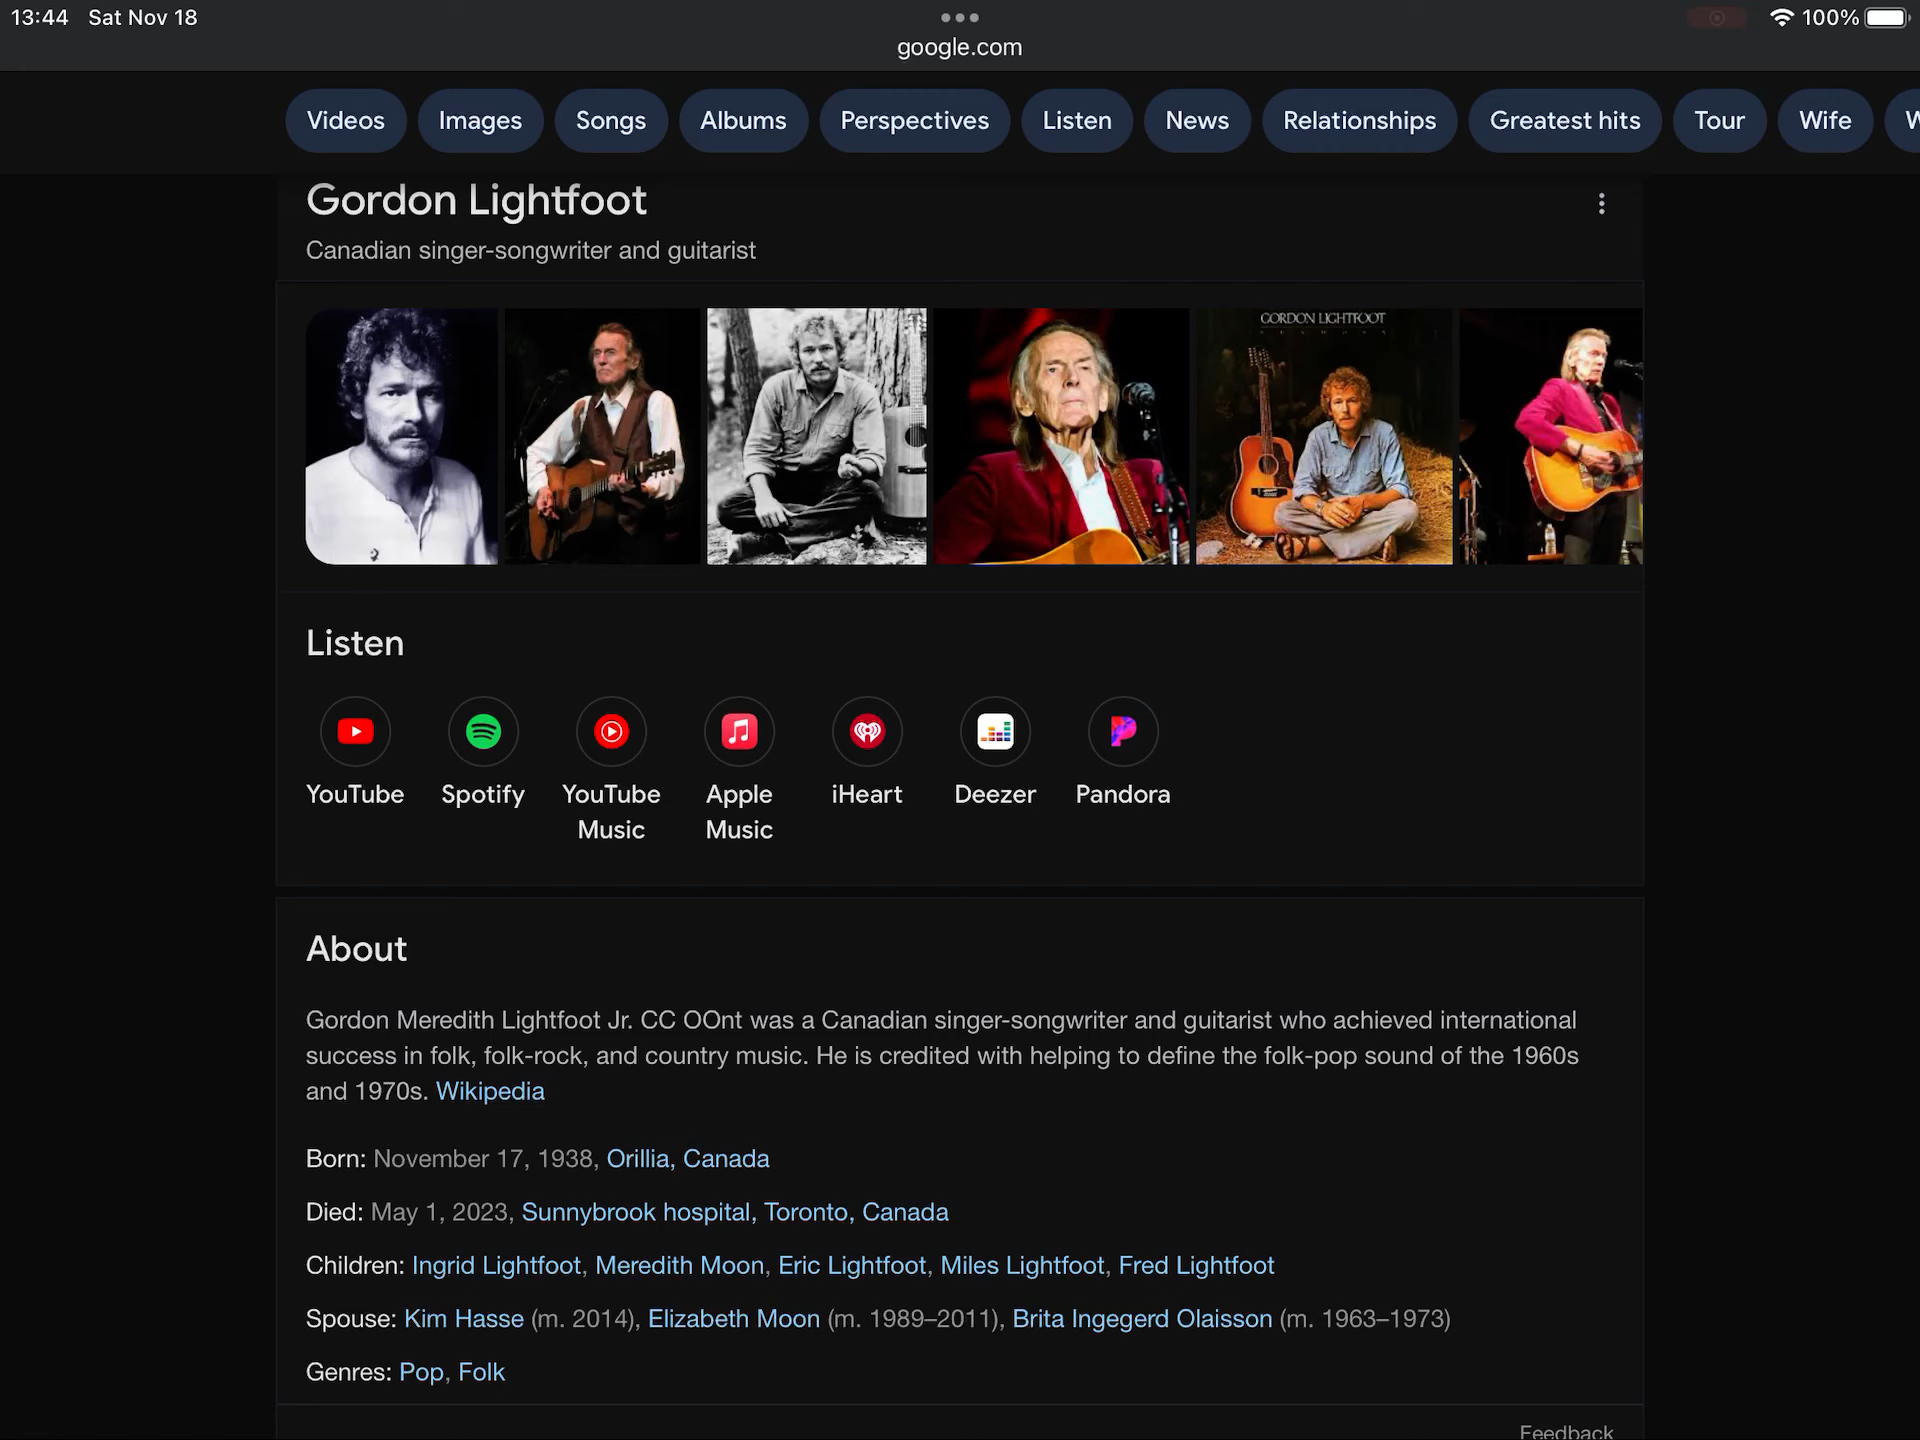 13:44 Sat Nov 18
100%
google.com
Videos Images Songs Albums Perspectives Listen News Relationships Greatest hits Tour Wife
Gordon Lightfoot
Canadian singer-songwriter and guitarist
GORDON LIGHTFOOT
Listen
YouTube Spotify YouTube Music Apple Music iHeart Deezer Pandora
About
Gordon Meredith Lightfoot Jr. CC OOnt was a Canadian singer-songwriter and guitarist who achieved international
success in folk, folk-rock, and country music. He is credited with helping to define the folk-pop sound of the 1960s
and 1970s. Wikipedia
Born: November 17, 1938, Orillia, Canada
Died: May 1, 2023, Sunnybrook hospital, Toronto, Canada
Children: Ingrid Lightfoot, Meredith Moon, Eric Lightfoot, Miles Lightfoot, Fred Lightfoot
Spouse: Kim Hasse (m. 2014), Elizabeth Moon (m. 1989–2011), Brita Ingegerd Olaisson (m. 1963–1973)
Genres: Pop, Folk
Feedback